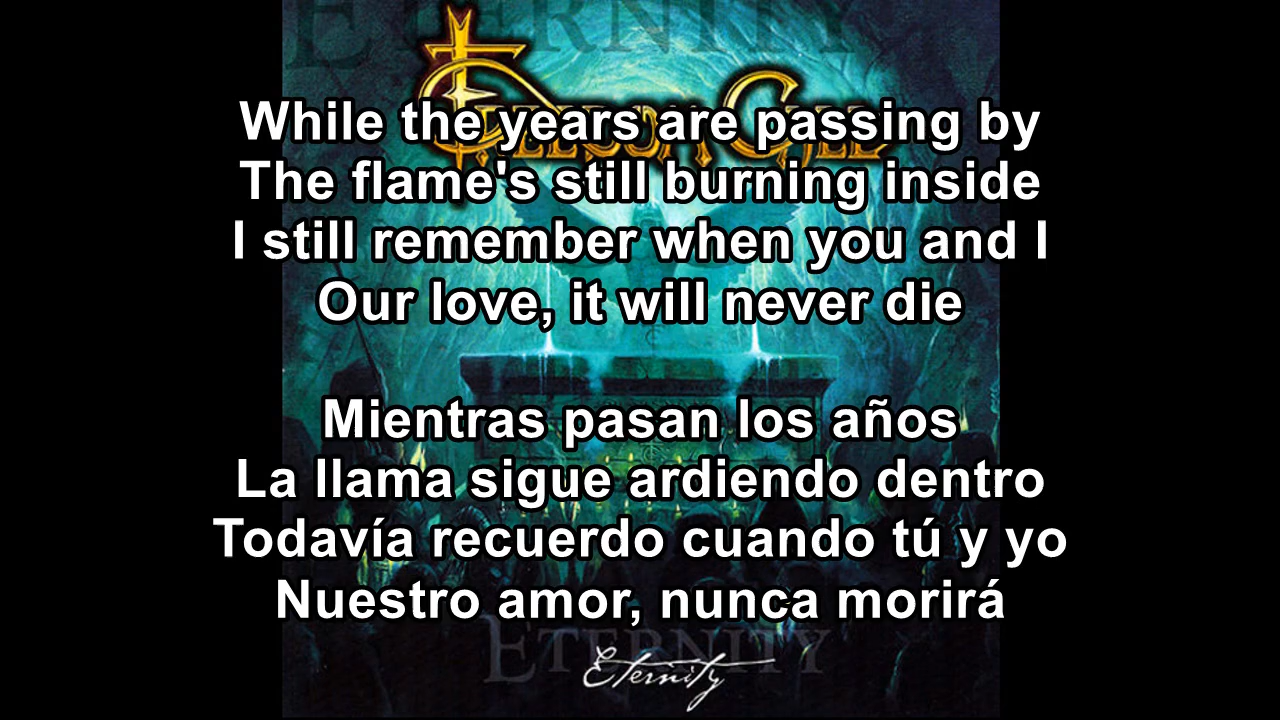 ETERNITY
While the years are passing by
The flame's still burning inside
I still remember when you and I
Our love, it will never die
Mientras pasan los años
La llama sigue ardiendo dentro
Todavía recuerdo cuando tú y yo
Nuestro amor, nunca morirá
ETERNITY
Eternity